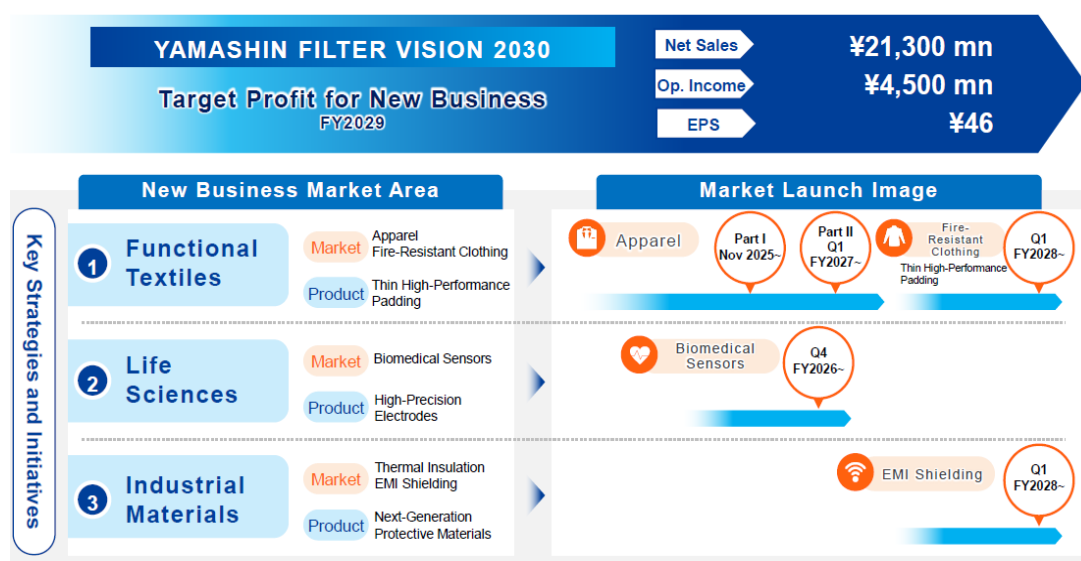 YAMASHIN FILTER VISION 2030
Target Profit for New Business
FY2029
Net Sales
¥21,300 mn
Op. Income
¥4,500 mn
EPS
¥46
Key Strategies and Initiatives
New Business Market Area
Market Launch Image
1
Functional
Textiles
Market
Apparel
Fire-Resistant Clothing
Product
Thin High-Performance
Padding
Apparel
Part I
Nov 2025~
Part II
Q1
FY2027~
Fire-
Resistant
Clothing
Thin High-Performance
Padding
Q1
FY2028~
2
Life
Sciences
Market
Biomedical Sensors
Product
High-Precision
Electrodes
Biomedical
Sensors
Q4
FY2026~
3
Industrial
Materials
Market
Thermal Insulation
EMI Shielding
Product
Next-Generation
Protective Materials
EMI Shielding
Q1
FY2028~